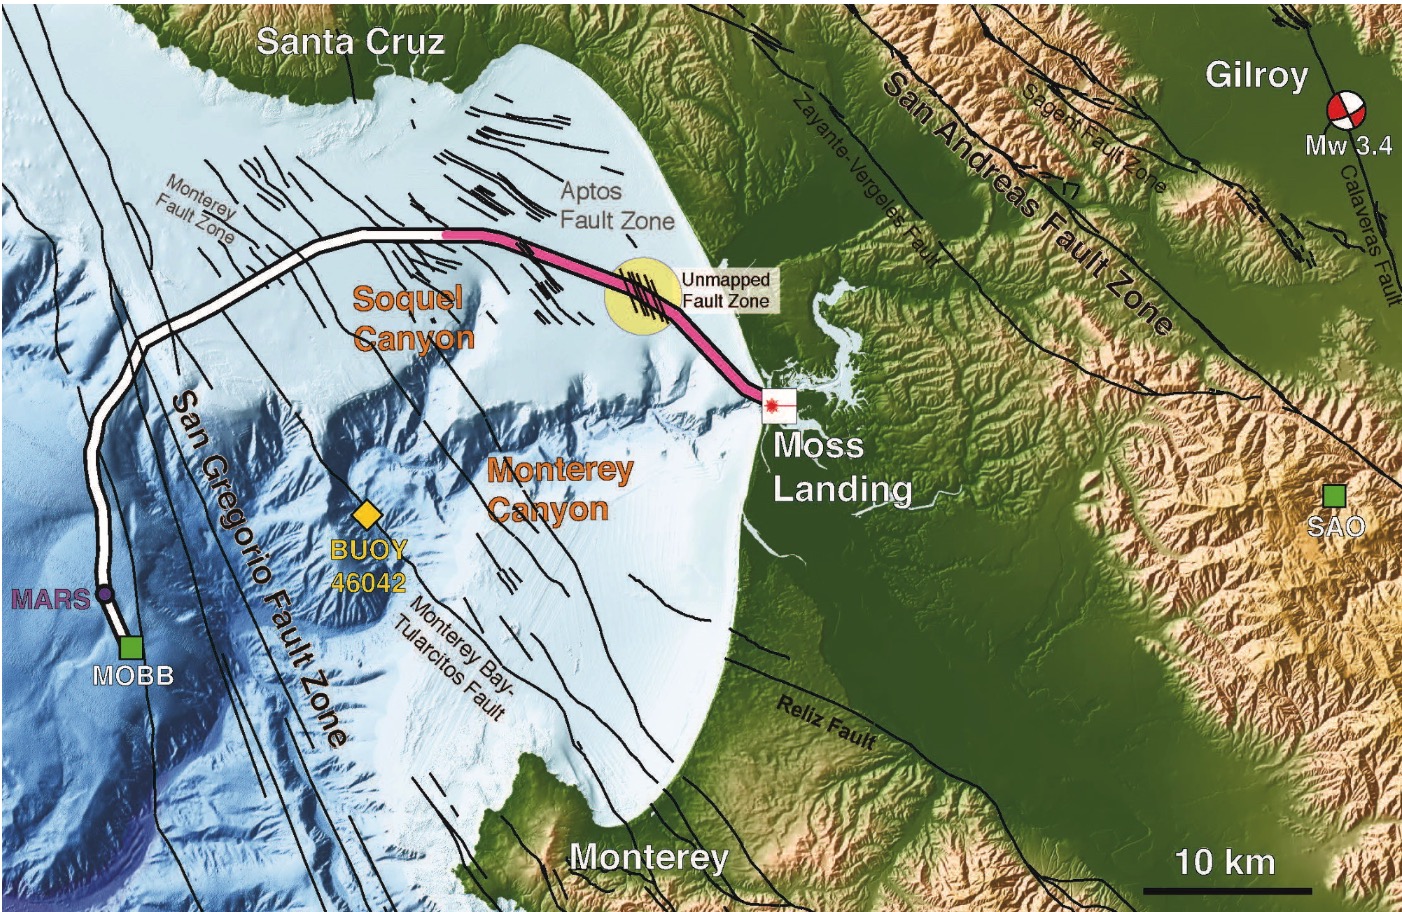 Santa Cruz
Gilroy
Mw 3.4
San Andreas Fault Zone
Sagent Fault Zone
Zayante-Vergeles Fault
Calaveras Fault
Monterey
Fault Zone
Aptos
Fault Zone
Unmapped
Fault Zone
Soquel
Canyon
San Gregorio Fault Zone
Moss
Landing
Monterey
Canyon
SAO
BUOY
46042
MARS
MOBB
Monterey Bay-
Tularcitos Fault
Reliz Fault
Monterey
10 km